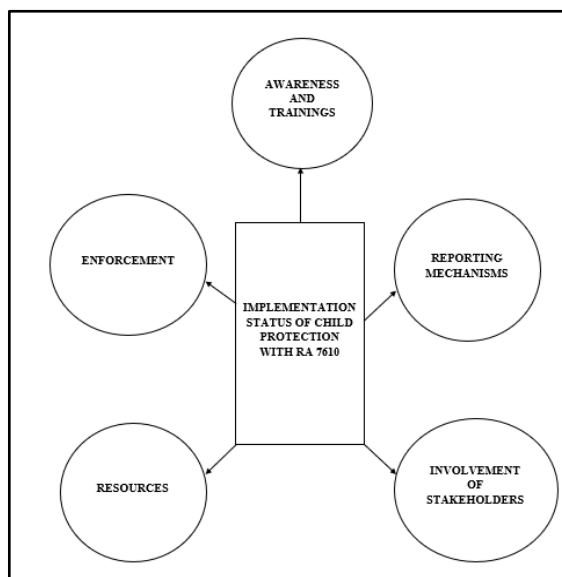 AWARENESS
AND
TRAININGS
ENFORCEMENT
REPORTING
MECHANISMS
IMPLEMENTATION
STATUS OF CHILD
PROTECTION
WITH RA 7610
RESOURCES
INVOLVEMENT
OF
STAKEHOLDERS